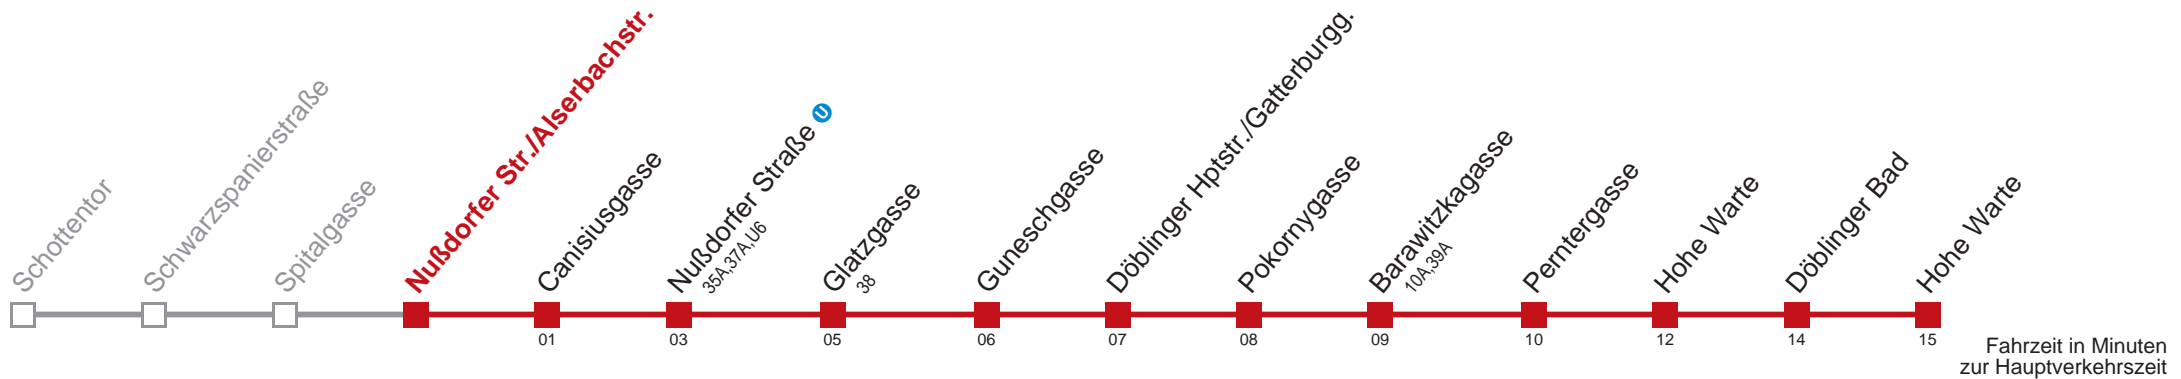 Schottentor
Schwarzspanierstraße
Spitalgasse
Nußdorfer Str./Alserbachstr.
Canisiusgasse
Nußdorfer Straße U
35A,37A,U6
Glatzgasse
38
Guneschgasse
Döblinger Hptstr./Gatterburgg.
Pokornygasse
Barawitzkagasse
10A,39A
Perntergasse
Hohe Warte
Döblinger Bad
Hohe Warte
01 03 05 06 07 08 09 10 12 14 15
Fahrzeit in Minuten
zur Hauptverkehrszeit